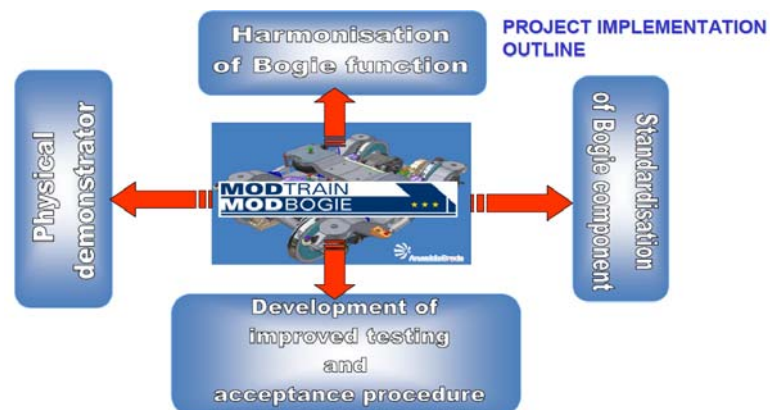 Harmonisation
of Bogie function
PROJECT IMPLEMENTATION
OUTLINE
Physical
demonstrator
MODTRAIN
MODBOGIE
AnsaldoBreda
Standardisation
of Bogie component
Development of
improved testing
and
acceptance procedure